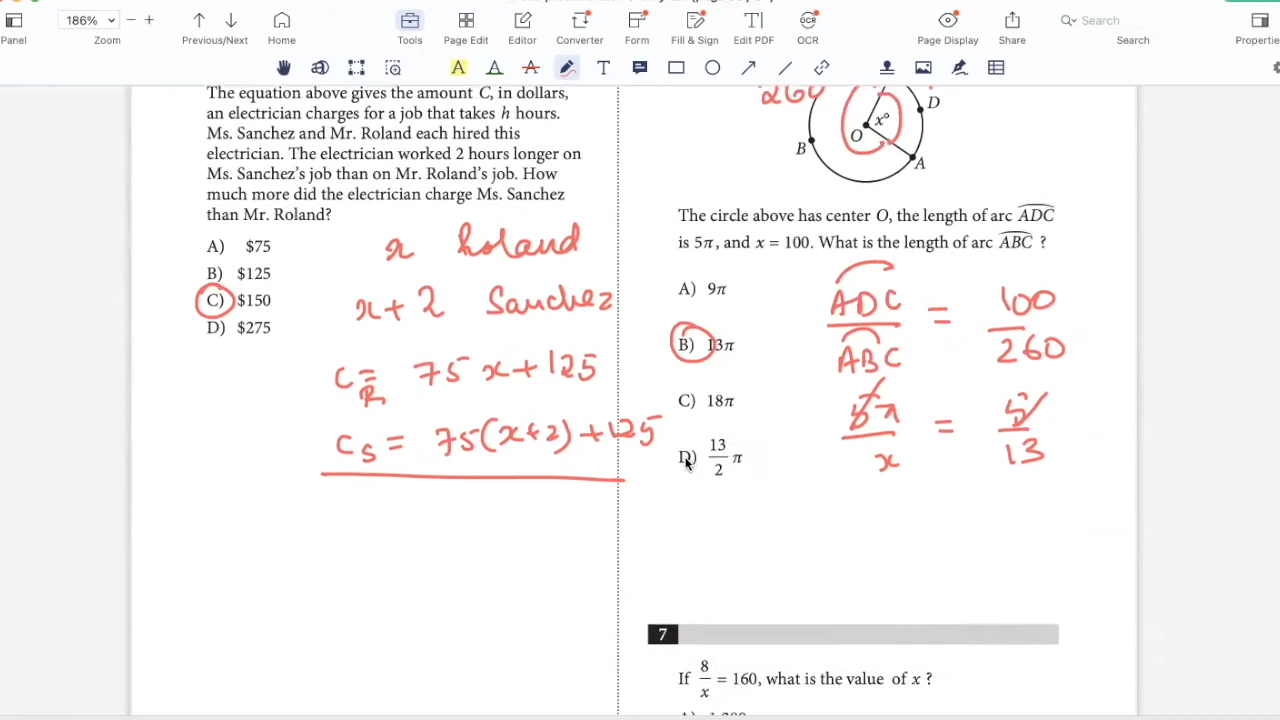 186%
Search
Panel
Zoom
Previous/Next
Home
Tools
Page Edit
Editor
Converter
Form
Fill & Sign
Edit PDF
OCR
Page Display
Share
Search
The equation above gives the amount C, in dollars,
an electrician charges for a job that takes h hours.
Ms. Sanchez and Mr. Roland each hired this
electrician. The electrician worked 2 hours longer on
Ms. Sanchez's job than on Mr. Roland's job. How
much more did the electrician charge Ms. Sanchez
than Mr. Roland?
A) $75
B) $125
C) $150
D) $275
x Roland
x+2 Sanchez
C_R = 75x+125
C_S = 75(x+2)+125
260
x°
O
D
B
A
The circle above has center O, the length of arc ADC
is 5π, and x = 100. What is the length of arc ABC ?
A) 9π
B) 13π
C) 18π
D) 13/2 π
ADC/ABC = 100/260
5π/x = 5/13
7
If 8/x = 160, what is the value of x ?